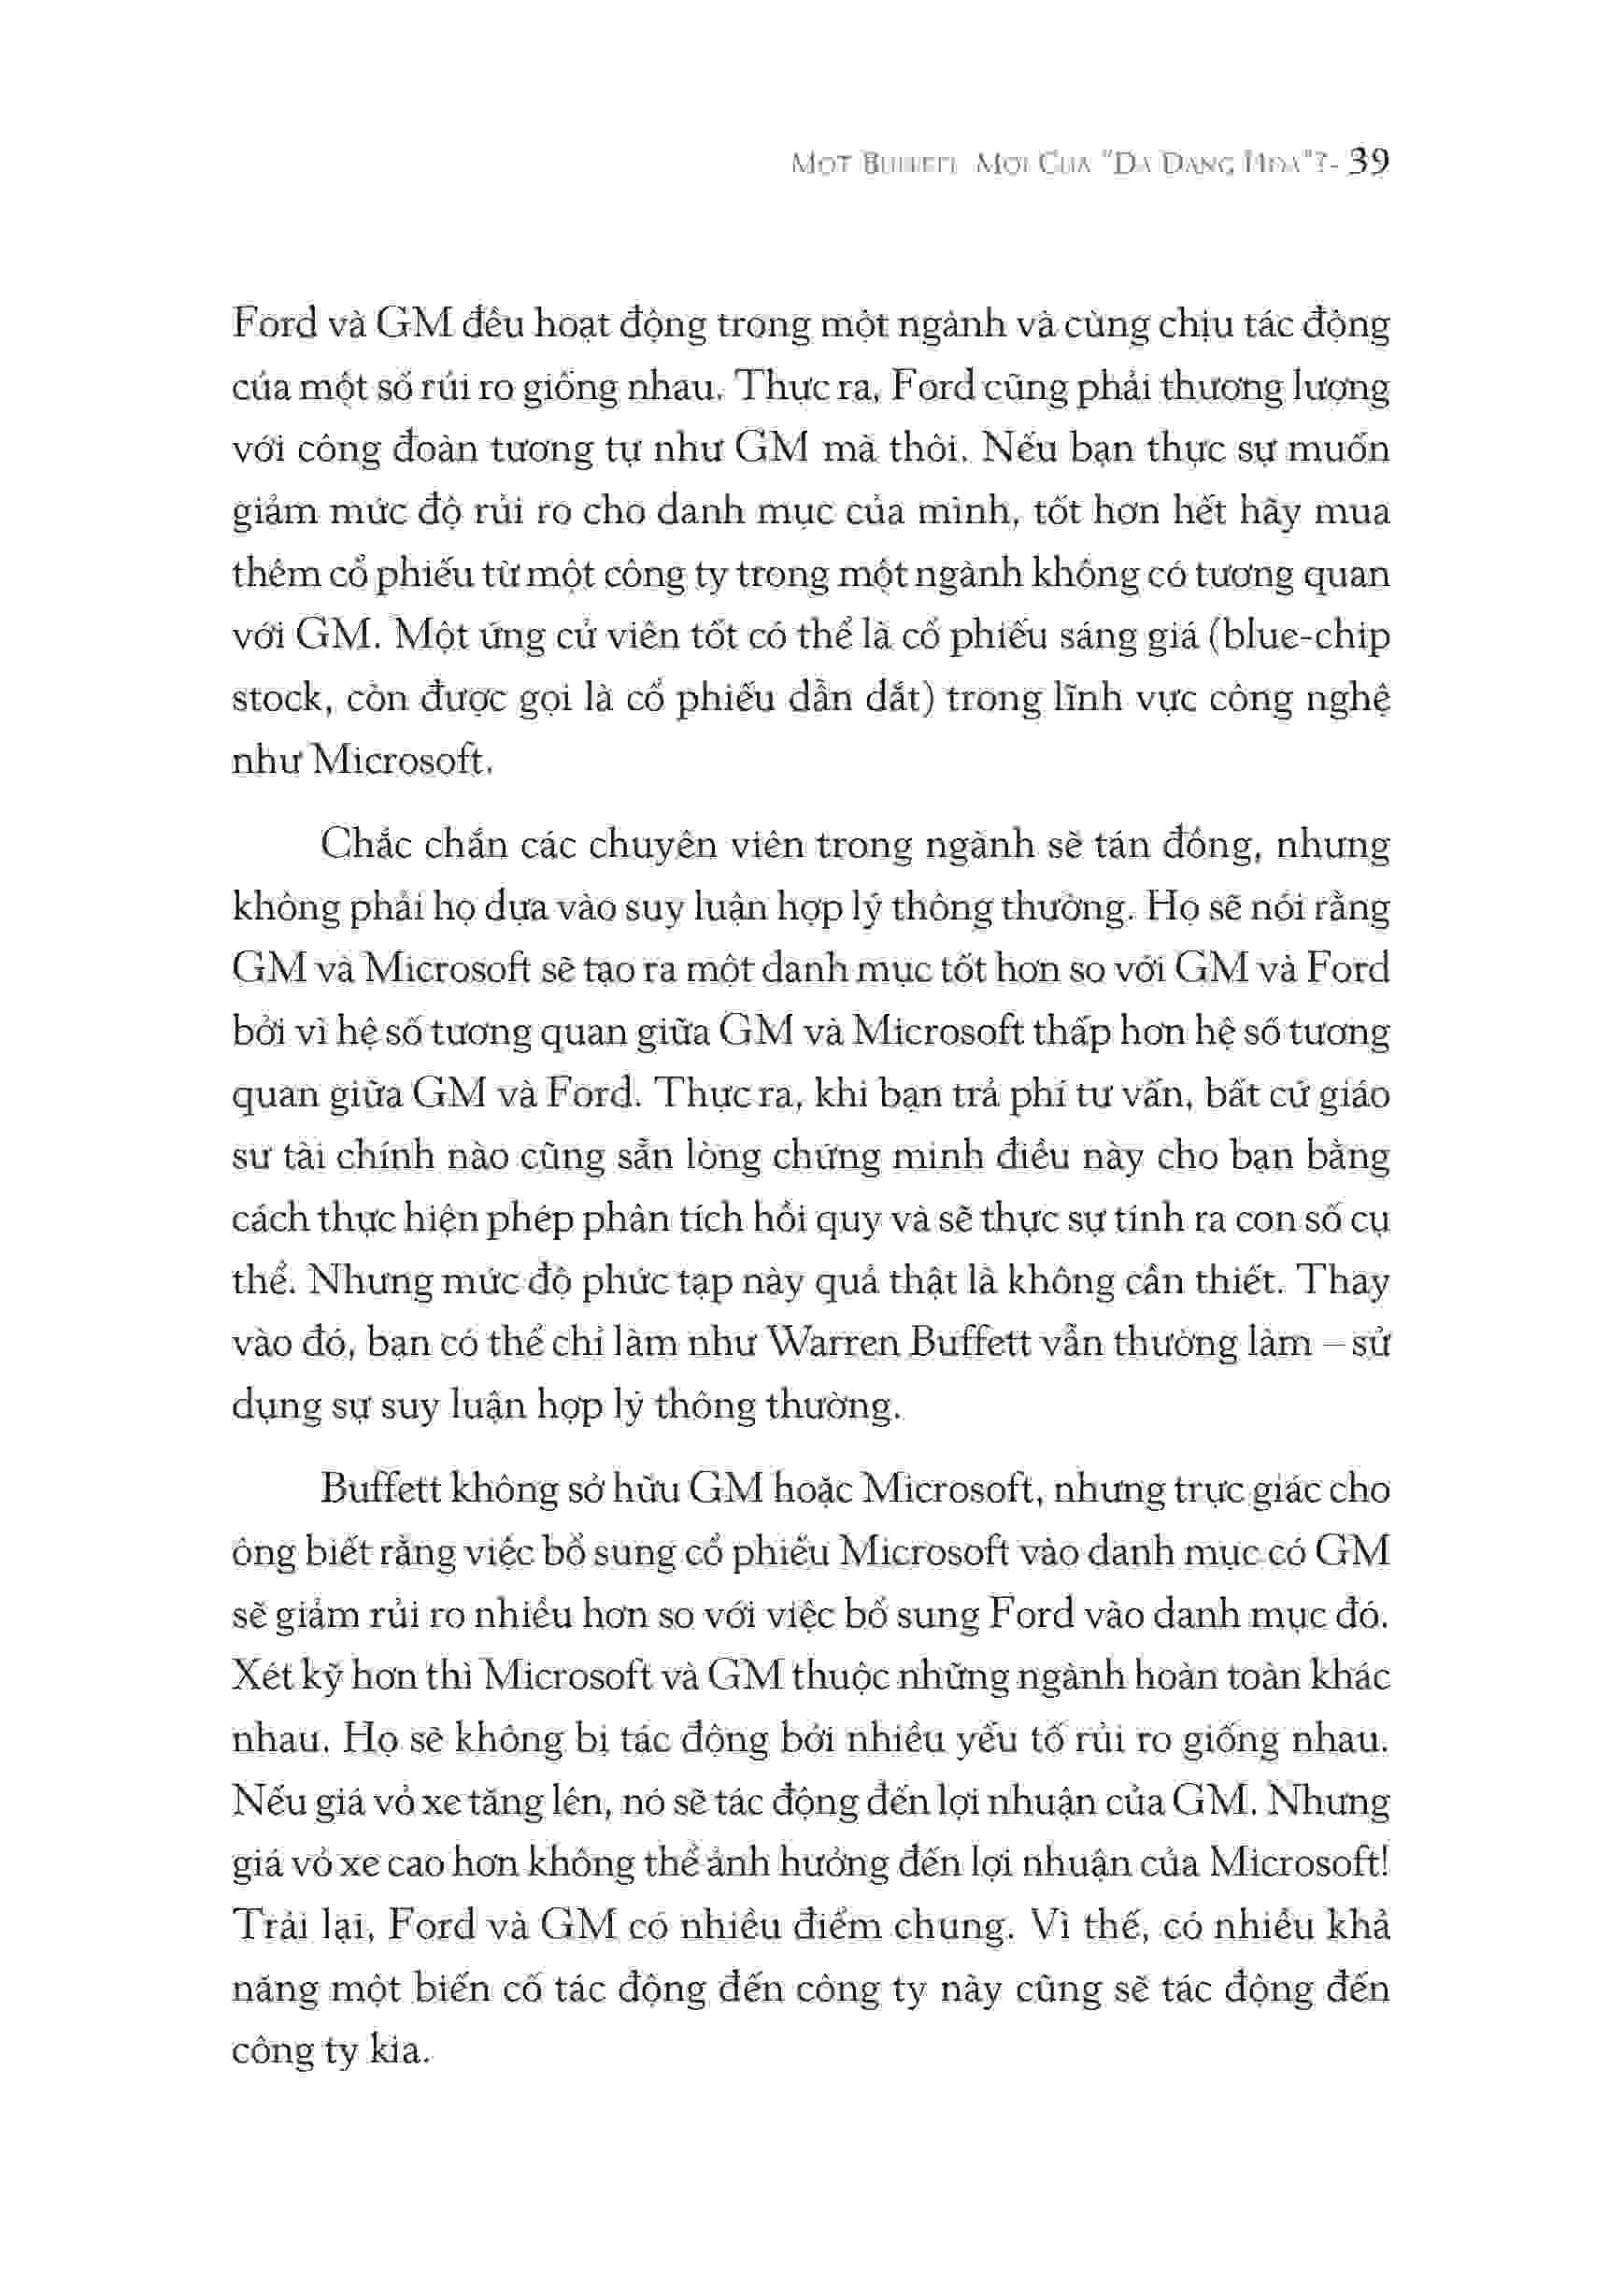 MỘT BUFFETT MỚI CỦA "ĐA DẠNG HÓA"?- 39
Ford và GM đều hoạt động trong một ngành và cùng chịu tác động
của một số rủi ro giống nhau. Thực ra, Ford cũng phải thương lượng
với công đoàn tương tự như GM mà thôi. Nếu bạn thực sự muốn
giảm mức độ rủi ro cho danh mục của mình, tốt hơn hết hãy mua
thêm cổ phiếu từ một công ty trong một ngành không có tương quan
với GM. Một ứng cử viên tốt có thể là cổ phiếu sáng giá (blue-chip
stock, còn được gọi là cổ phiếu dẫn dắt) trong lĩnh vực công nghệ
như Microsoft.
Chắc chắn các chuyên viên trong ngành sẽ tán đồng, nhưng
không phải họ dựa vào suy luận hợp lý thông thường. Họ sẽ nói rằng
GM và Microsoft sẽ tạo ra một danh mục tốt hơn so với GM và Ford
bởi vì hệ số tương quan giữa GM và Microsoft thấp hơn hệ số tương
quan giữa GM và Ford. Thực ra, khi bạn trả phí tư vấn, bất cứ giáo
sư tài chính nào cũng sẵn lòng chứng minh điều này cho bạn bằng
cách thực hiện phép phân tích hồi quy và sẽ thực sự tính ra con số cụ
thể. Nhưng mức độ phức tạp này quả thật là không cần thiết. Thay
vào đó, bạn có thể chỉ làm như Warren Buffett vẫn thường làm – sử
dụng sự suy luận hợp lý thông thường.
Buffett không sở hữu GM hoặc Microsoft, nhưng trực giác cho
ông biết rằng việc bổ sung cổ phiếu Microsoft vào danh mục có GM
sẽ giảm rủi ro nhiều hơn so với việc bổ sung Ford vào danh mục đó.
Xét kỹ hơn thì Microsoft và GM thuộc những ngành hoàn toàn khác
nhau. Họ sẽ không bị tác động bởi nhiều yếu tố rủi ro giống nhau.
Nếu giá vỏ xe tăng lên, nó sẽ tác động đến lợi nhuận của GM. Nhưng
giá vỏ xe cao hơn không thể ảnh hưởng đến lợi nhuận của Microsoft!
Trái lại, Ford và GM có nhiều điểm chung. Vì thế, có nhiều khả
năng một biến cố tác động đến công ty này cũng sẽ tác động đến
công ty kia.